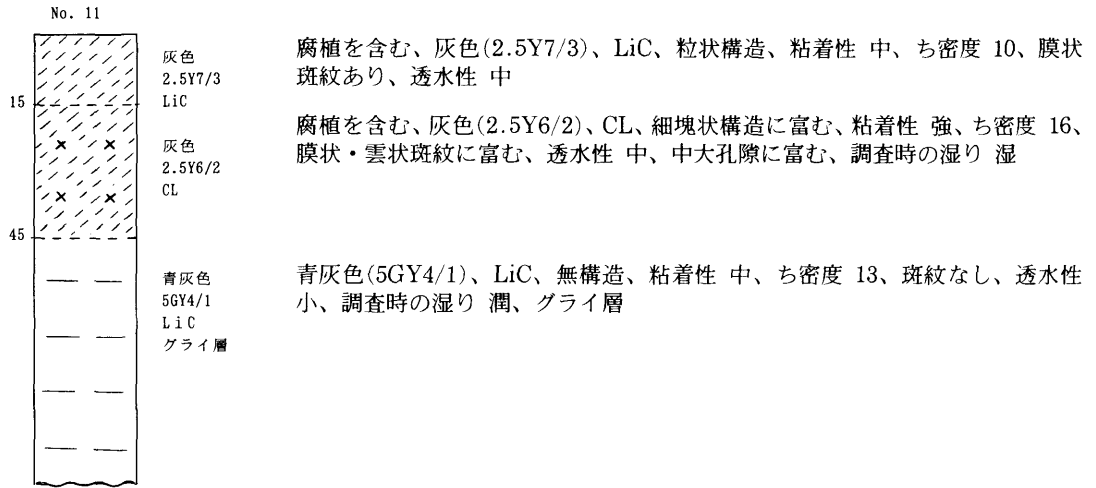 No. 11
灰色
2.5Y7/3
LiC
腐植を含む、灰色(2.5Y7/3)、LiC、粒状構造、粘着性 中、ち密度 10、膜状
斑紋あり、透水性 中
15
灰色
2.5Y6/2
CL
腐植を含む、灰色(2.5Y6/2)、CL、細塊状構造に富む、粘着性 強、ち密度 16、
膜状・雲状斑紋に富む、透水性 中、中大孔隙に富む、調査時の湿り 湿
45
青灰色
5GY4/1
LiC
グライ層
青灰色(5GY4/1)、LiC、無構造、粘着性 中、ち密度 13、斑紋なし、透水性
小、調査時の湿り 潤、グライ層